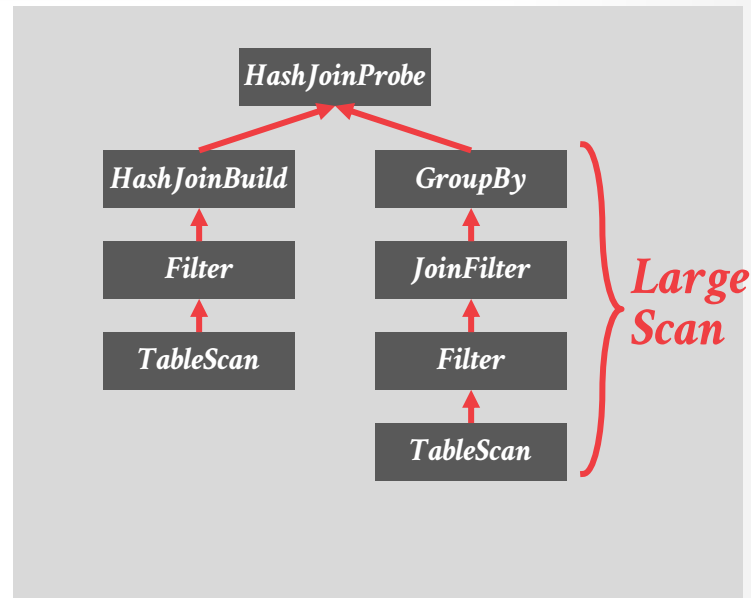 HashJoinProbe
HashJoinBuild
GroupBy
Filter
JoinFilter
TableScan
Filter
TableScan
Large
Scan